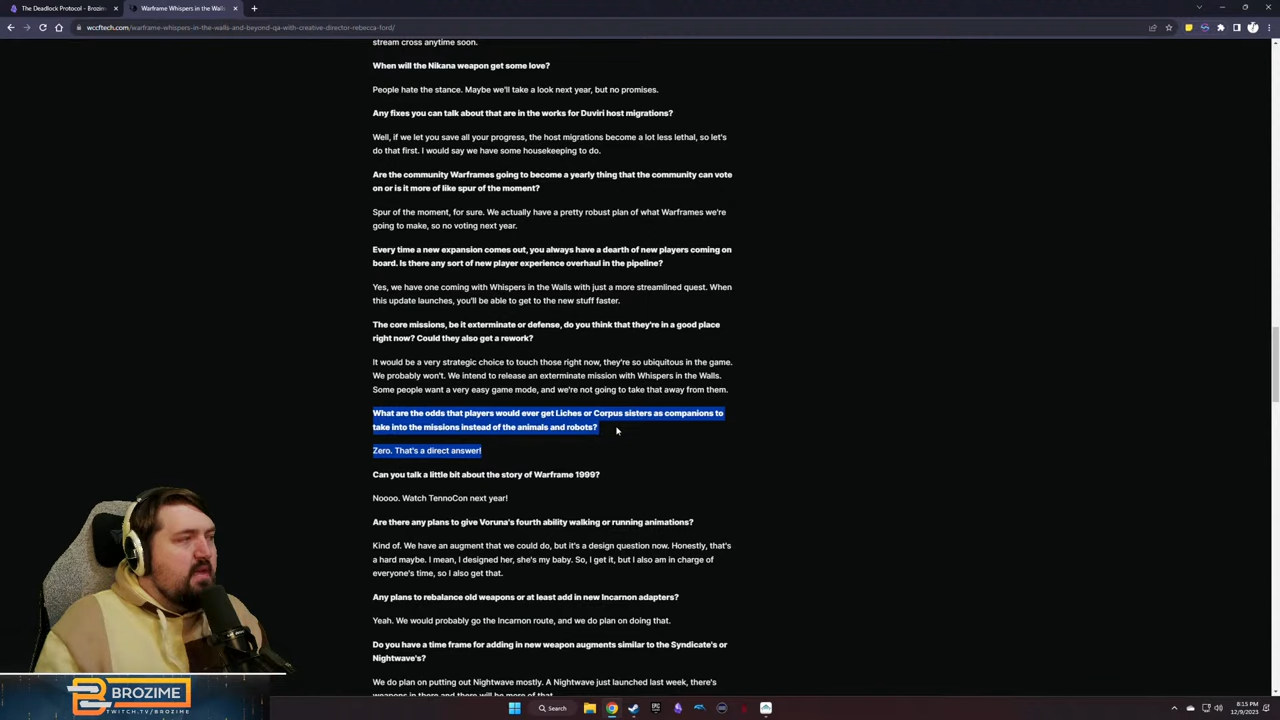 The Deadlock Protocol - Brozim
Warframe Whispers in the Walls
wccftech.com/warframe-whispers-in-the-walls-and-beyond-qa-with-creative-director-rebecca-ford/
stream cross anytime soon.
When will the Nikana weapon get some love?
People hate the stance. Maybe we'll take a look next year, but no promises.
Any fixes you can talk about that are in the works for Duviri host migrations?
Well, if we let you save all your progress, the host migrations become a lot less lethal, so let's
do that first. I would say we have some housekeeping to do.
Are the community Warframes going to become a yearly thing that the community can vote
on or is it more of like spur of the moment?
Spur of the moment, for sure. We actually have a pretty robust plan of what Warframes we're
going to make, so no voting next year.
Every time a new expansion comes out, you always have a dearth of new players coming on
board. Is there any sort of new player experience overhaul in the pipeline?
Yes, we have one coming with Whispers in the Walls with just a more streamlined quest. When
this update launches, you'll be able to get to the new stuff faster.
The core missions, be it exterminate or defense, do you think that they're in a good place
right now? Could they also get a rework?
It would be a very strategic choice to touch those right now, they're so ubiquitous in the game.
We probably won't. We intend to release an exterminate mission with Whispers in the Walls.
Some people want a very easy game mode, and we're not going to take that away from them.
What are the odds that players would ever get Liches or Corpus sisters as companions to
take into the missions instead of the animals and robots?
Zero. That's a direct answer!
Can you talk a little bit about the story of Warframe 1999?
Noooo. Watch TennoCon next year!
Are there any plans to give Voruna's fourth ability walking or running animations?
Kind of. We have an augment that we could do, but it's a design question now. Honestly, that's
a hard maybe. I mean, I designed her, she's my baby. So, I get it, but I also am in charge of
everyone's time, so I also get that.
Any plans to rebalance old weapons or at least add in new Incarnon adapters?
Yeah. We would probably go the Incarnon route, and we do plan on doing that.
Do you have a time frame for adding in new weapon augments similar to the Syndicate's or
Nightwave's?
We do plan on putting out Nightwave mostly. A Nightwave just launched last week, there's
weapons in there and there will be more of that.
BROZIME
TWITCH.TV/BROZIME
Search
EPIC
8:15 PM
12/9/2023